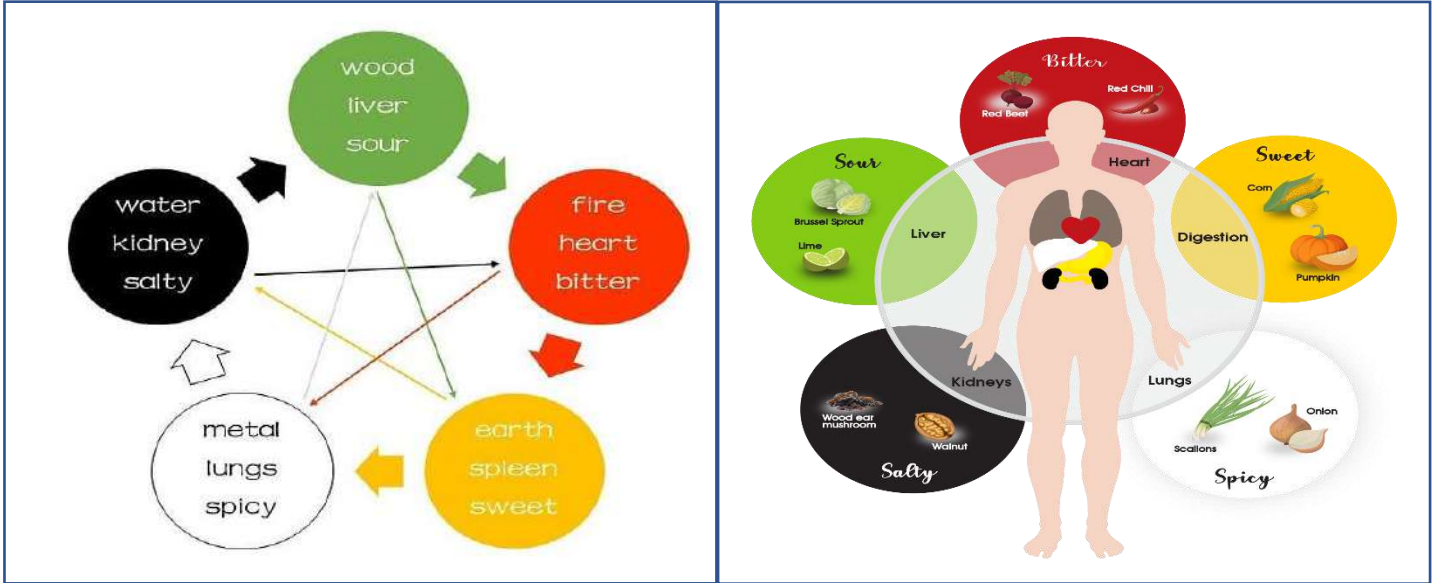 wood
liver
sour
water
kidney
salty
fire
heart
bitter
metal
lungs
spicy
earth
spleen
sweet
Bitter
Red Beet
Red Chill
Heart
Sour
Brussel Sprout
Lime
Liver
Sweet
Corn
Digestion
Pumpkin
Kidneys
Wood ear
mushroom
Walnut
Salty
Lungs
Scallons
Onion
Spicy